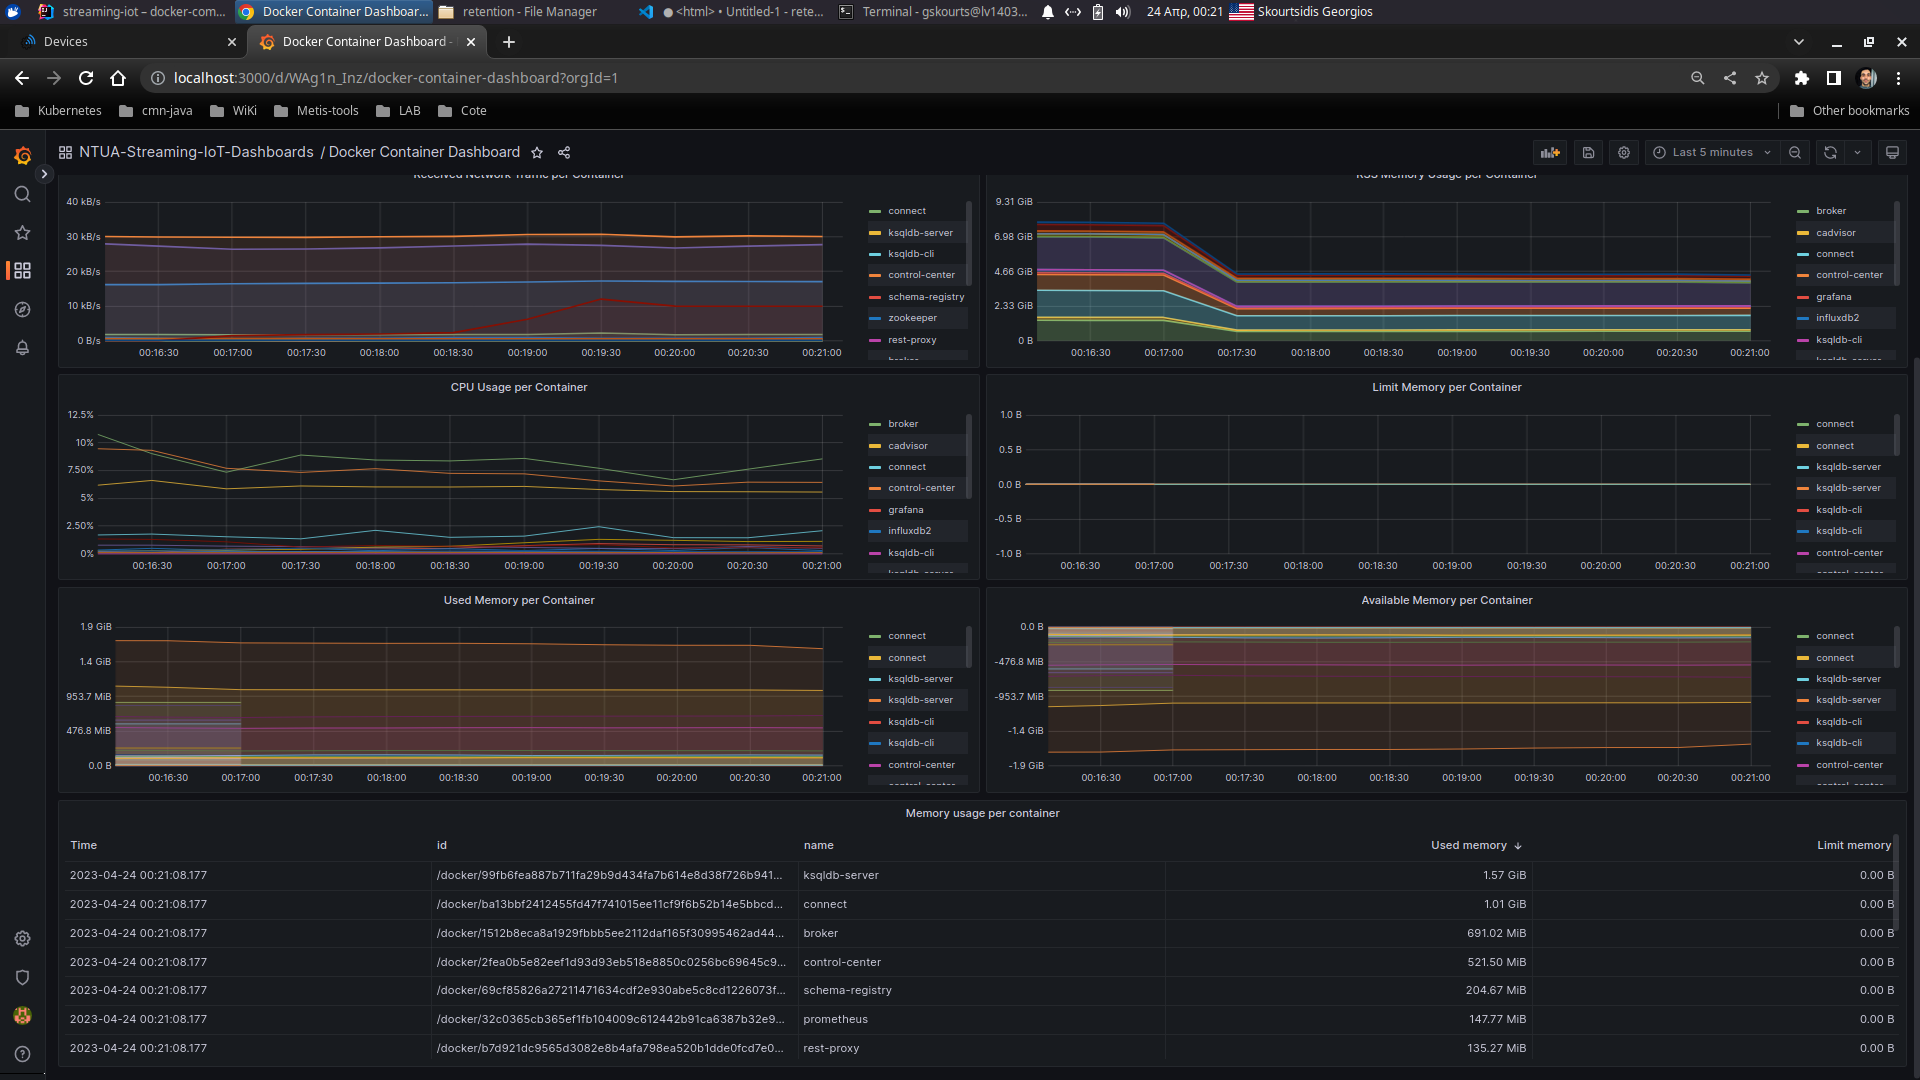 streaming-iot – docker-com...
Docker Container Dashboar...
retention - File Manager
● <html> • Untitled-1 - rete...
Terminal - gskourts@lv1403...
24 Απρ, 00:21
Skourtsidis Georgios
Devices
Docker Container Dashboard -
localhost:3000/d/WAg1n_Inz/docker-container-dashboard?orgId=1
Kubernetes
cmn-java
WiKi
Metis-tools
LAB
Cote
Other bookmarks
NTUA-Streaming-IoT-Dashboards / Docker Container Dashboard
Last 5 minutes
Received Network Traffic per Container
40 kB/s
30 kB/s
20 kB/s
10 kB/s
0 B/s
00:16:30 00:17:00 00:17:30 00:18:00 00:18:30 00:19:00 00:19:30 00:20:00 00:20:30 00:21:00
connect
ksqldb-server
ksqldb-cli
control-center
schema-registry
zookeeper
rest-proxy
broker
RSS Memory Usage per Container
9.31 GiB
6.98 GiB
4.66 GiB
2.33 GiB
0 B
00:16:30 00:17:00 00:17:30 00:18:00 00:18:30 00:19:00 00:19:30 00:20:00 00:20:30 00:21:00
broker
cadvisor
connect
control-center
grafana
influxdb2
ksqldb-cli
ksqldb-server
CPU Usage per Container
12.5%
10%
7.50%
5%
2.50%
0%
00:16:30 00:17:00 00:17:30 00:18:00 00:18:30 00:19:00 00:19:30 00:20:00 00:20:30 00:21:00
broker
cadvisor
connect
control-center
grafana
influxdb2
ksqldb-cli
ksqldb-server
Limit Memory per Container
1.0 B
0.5 B
0.0 B
-0.5 B
-1.0 B
00:16:30 00:17:00 00:17:30 00:18:00 00:18:30 00:19:00 00:19:30 00:20:00 00:20:30 00:21:00
connect
connect
ksqldb-server
ksqldb-server
ksqldb-cli
ksqldb-cli
control-center
control-center
Used Memory per Container
1.9 GiB
1.4 GiB
953.7 MiB
476.8 MiB
0.0 B
00:16:30 00:17:00 00:17:30 00:18:00 00:18:30 00:19:00 00:19:30 00:20:00 00:20:30 00:21:00
connect
connect
ksqldb-server
ksqldb-server
ksqldb-cli
ksqldb-cli
control-center
control-center
Available Memory per Container
0.0 B
-476.8 MiB
-953.7 MiB
-1.4 GiB
-1.9 GiB
00:16:30 00:17:00 00:17:30 00:18:00 00:18:30 00:19:00 00:19:30 00:20:00 00:20:30 00:21:00
connect
connect
ksqldb-server
ksqldb-server
ksqldb-cli
ksqldb-cli
control-center
control-center
Memory usage per container
Time id name Used memory ↓ Limit memory
2023-04-24 00:21:08.177 /docker/99fb6fea887b711fa29b9d434fa7b614e8d38f726b941... ksqldb-server 1.57 GiB 0.00 B
2023-04-24 00:21:08.177 /docker/ba13bbf2412455fd47f741015ee11cf9f6b52b14e5bbcd... connect 1.01 GiB 0.00 B
2023-04-24 00:21:08.177 /docker/1512b8eca8a1929fbbb5ee2112daf165f30995462ad44... broker 691.02 MiB 0.00 B
2023-04-24 00:21:08.177 /docker/2fea0b5e82eef1d93d93eb518e8850c0256bc69645c9... control-center 521.50 MiB 0.00 B
2023-04-24 00:21:08.177 /docker/69cf85826a27211471634cdf2e930abe5c8cd1226073f... schema-registry 204.67 MiB 0.00 B
2023-04-24 00:21:08.177 /docker/32c0365cb365ef1fb104009c612442b91ca6387b32e9... prometheus 147.77 MiB 0.00 B
2023-04-24 00:21:08.177 /docker/b7d921dc9565d3082e8b4afa798ea520b1dde0fcd7e0... rest-proxy 135.27 MiB 0.00 B